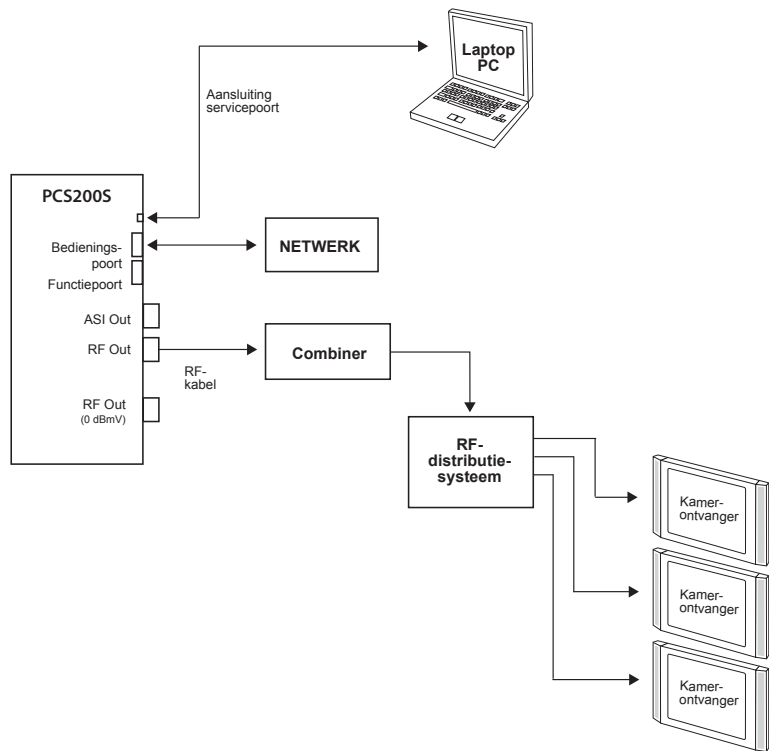 Laptop
PC
Aansluiting
servicepoort
PCS200S
Bedienings-
poort
NETWERK
Functiepoort
ASI Out
RF Out
Combiner
RF-
kabel
RF Out
(0 dBmV)
RF-
distributie-
systeem
Kamer-
ontvanger
Kamer-
ontvanger
Kamer-
ontvanger